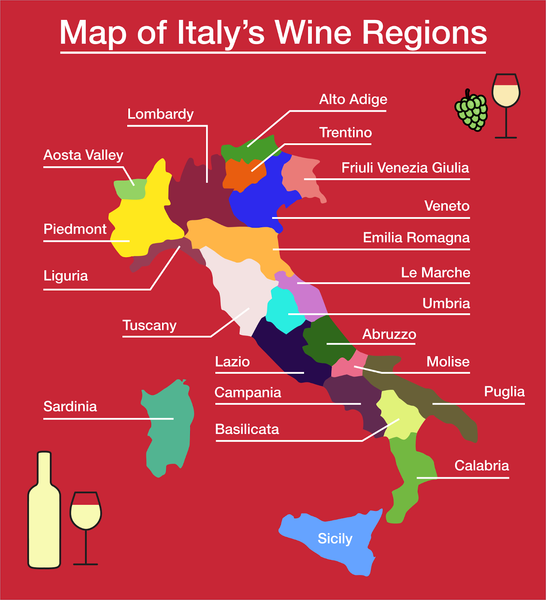 Map of Italy's Wine Regions
Alto Adige
Lombardy
Trentino
Aosta Valley
Friuli Venezia Giulia
Veneto
Piedmont
Emilia Romagna
Liguria
Le Marche
Umbria
Tuscany
Abruzzo
Lazio
Molise
Campania
Puglia
Sardinia
Basilicata
Calabria
Sicily